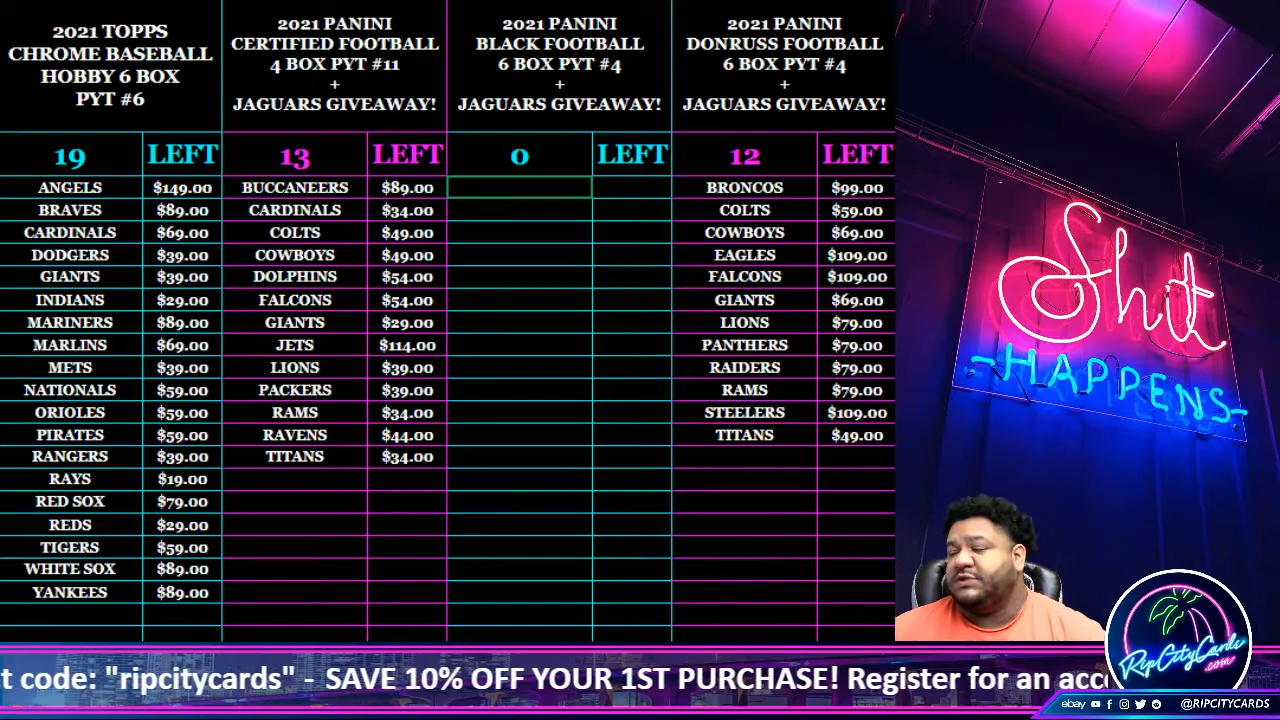 2021 TOPPS
CHROME BASEBALL
HOBBY 6 BOX
PYT #6
19 LEFT
ANGELS $149.00
BRAVES $89.00
CARDINALS $69.00
DODGERS $39.00
GIANTS $39.00
INDIANS $29.00
MARINERS $89.00
MARLINS $69.00
METS $39.00
NATIONALS $59.00
ORIOLES $59.00
PIRATES $59.00
RANGERS $39.00
RAYS $19.00
RED SOX $79.00
REDS $29.00
TIGERS $59.00
WHITE SOX $89.00
YANKEES $89.00
2021 PANINI
CERTIFIED FOOTBALL
4 BOX PYT #11
+
JAGUARS GIVEAWAY!
13 LEFT
BUCCANEERS $89.00
CARDINALS $34.00
COLTS $49.00
COWBOYS $49.00
DOLPHINS $54.00
FALCONS $54.00
GIANTS $29.00
JETS $114.00
LIONS $39.00
PACKERS $39.00
RAMS $34.00
RAVENS $44.00
TITANS $34.00
2021 PANINI
BLACK FOOTBALL
6 BOX PYT #4
+
JAGUARS GIVEAWAY!
0 LEFT
2021 PANINI
DONRUSS FOOTBALL
6 BOX PYT #4
+
JAGUARS GIVEAWAY!
12 LEFT
BRONCOS $99.00
COLTS $59.00
COWBOYS $69.00
EAGLES $109.00
FALCONS $109.00
GIANTS $69.00
LIONS $79.00
PANTHERS $79.00
RAIDERS $79.00
RAMS $79.00
STEELERS $109.00
TITANS $49.00
Shit
-HAPPENS-
t code: "ripcitycards" - SAVE 10% OFF YOUR 1ST PURCHASE! Register for an acc
RipCityCards
.com
ebay @RIPCITYCARDS